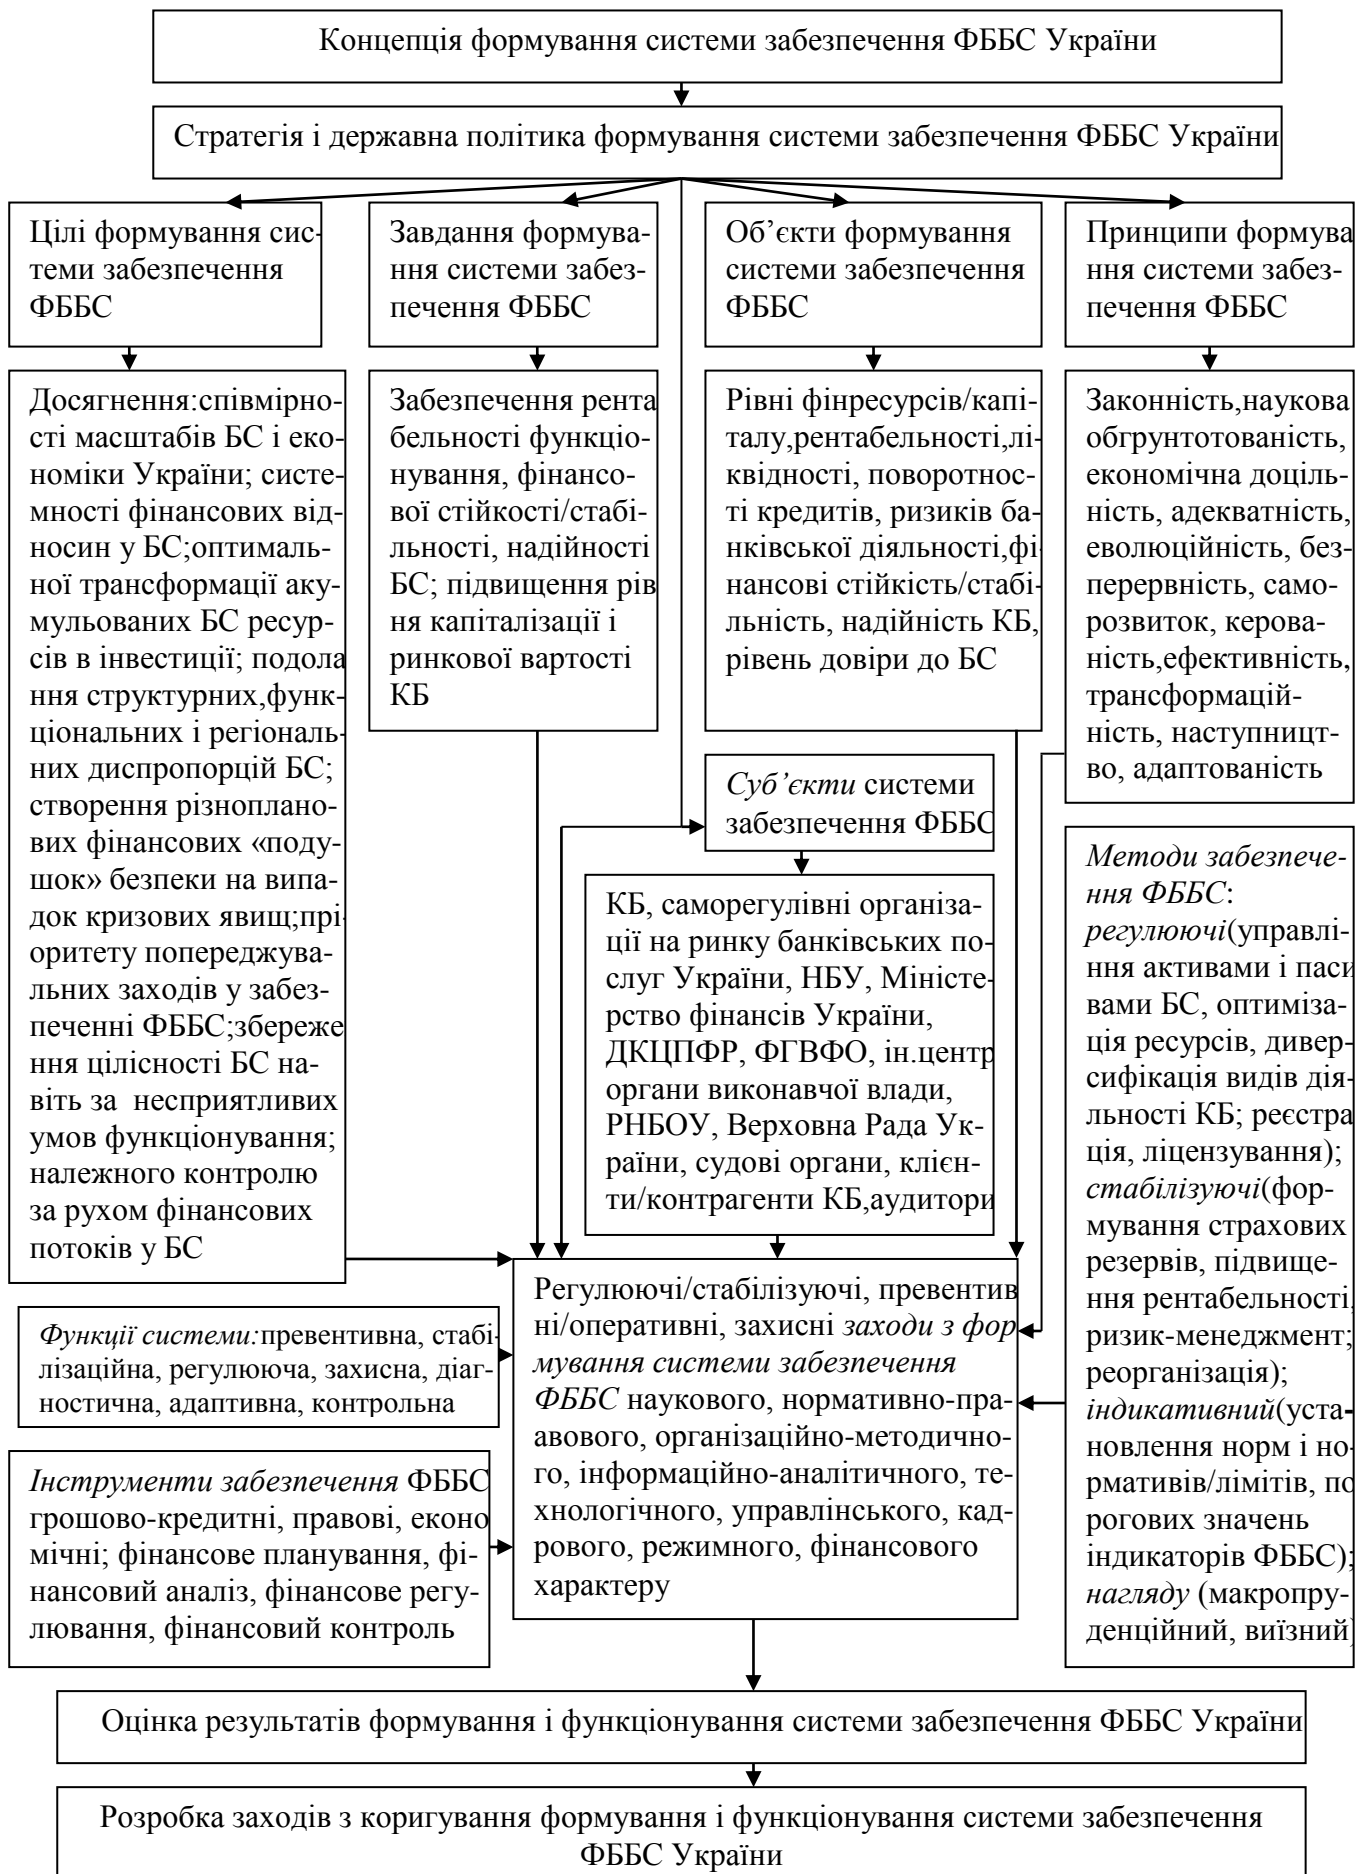 Концепція формування системи забезпечення ФББС України
Стратегія і державна політика формування системи забезпечення ФББС України
Цілі формування сис-
теми забезпечення
ФББС
Завдання формува-
ння системи забез-
печення ФББС
Об’єкти формування
системи забезпечення
ФББС
Принципи формува
ння системи забез-
печення ФББС
Досягнення:співмірно-
сті масштабів БС і еко-
номіки України; систе-
мності фінансових від-
носин у БС;оптималь-
ної трансформації аку-
мульованих БС ресур-
сів в інвестиції; подола
ння структурних,функ-
ціональних і регіональ-
них диспропорцій БС;
створення різноплано-
вих фінансових «поду-
шок» безпеки на випа-
док кризових явищ;прі-
оритету попереджува-
льних заходів у забез-
печенні ФББС;збереже
ння цілісності БС на-
віть за несприятливих
умов функціонування;
належного контролю
за рухом фінансових
потоків у БС
Забезпечення рента
бельності функціо-
нування, фінансо-
вої стійкості/стабі-
льності, надійності
БС; підвищення рів
ня капіталізації і
ринкової вартості
КБ
Рівні фінресурсів/капі-
талу,рентабельності,лі-
квідності, поворотнос-
ті кредитів, ризиків ба-
нківської діяльності,фі-
нансові стійкість/стабі-
льність, надійність КБ,
рівень довіри до БС
Законність,наукова
обгрунтотованість,
економічна доціль-
ність, адекватність,
еволюційність, без-
перервність, само-
розвиток, керова-
ність,ефективність,
трансформацій-
ність, наступницт-
во, адаптованість
Суб’єкти системи
забезпечення ФББС
КБ, саморегулівні організа-
ції на ринку банківських по-
слуг України, НБУ, Міністе-
рство фінансів України,
ДКЦПФР, ФГВФО, ін.центр
органи виконавчої влади,
РНБОУ, Верховна Рада Ук-
раїни, судові органи, клієн-
ти/контрагенти КБ,аудитори
Методи забезпече-
ння ФББС:
регулюючі(управлі-
ння активами і паси
вами БС, оптиміза-
ція ресурсів, дивер-
сифікація видів дія-
льності КБ; реєстра
ція, ліцензування);
стабілізуючі(фор-
мування страхових
резервів, підвище-
ння рентабельності,
ризик-менеджмент;
реорганізація);
індикативний(уста-
новлення норм і но-
рмативів/лімітів, по
рогових значень
індикаторів ФББС);
нагляду (макропру-
денційний, виїзний)
Функції системи:превентивна, стабі-
лізаційна, регулююча, захисна, діаг-
ностична, адаптивна, контрольна
Інструменти забезпечення ФББС
грошово-кредитні, правові, еконо
мічні; фінансове планування, фі-
нансовий аналіз, фінансове регу-
лювання, фінансовий контроль
Регулюючі/стабілізуючі, превентив
ні/оперативні, захисні заходи з фор
мування системи забезпечення
ФББС наукового, нормативно-пра-
авового, організаційно-методично-
го, інформаційно-аналітичного, те-
хнологічного, управлінського, кад-
рового, режимного, фінансового
характеру
Оцінка результатів формування і функціонування системи забезпечення ФББС України
Розробка заходів з коригування формування і функціонування системи забезпечення
ФББС України